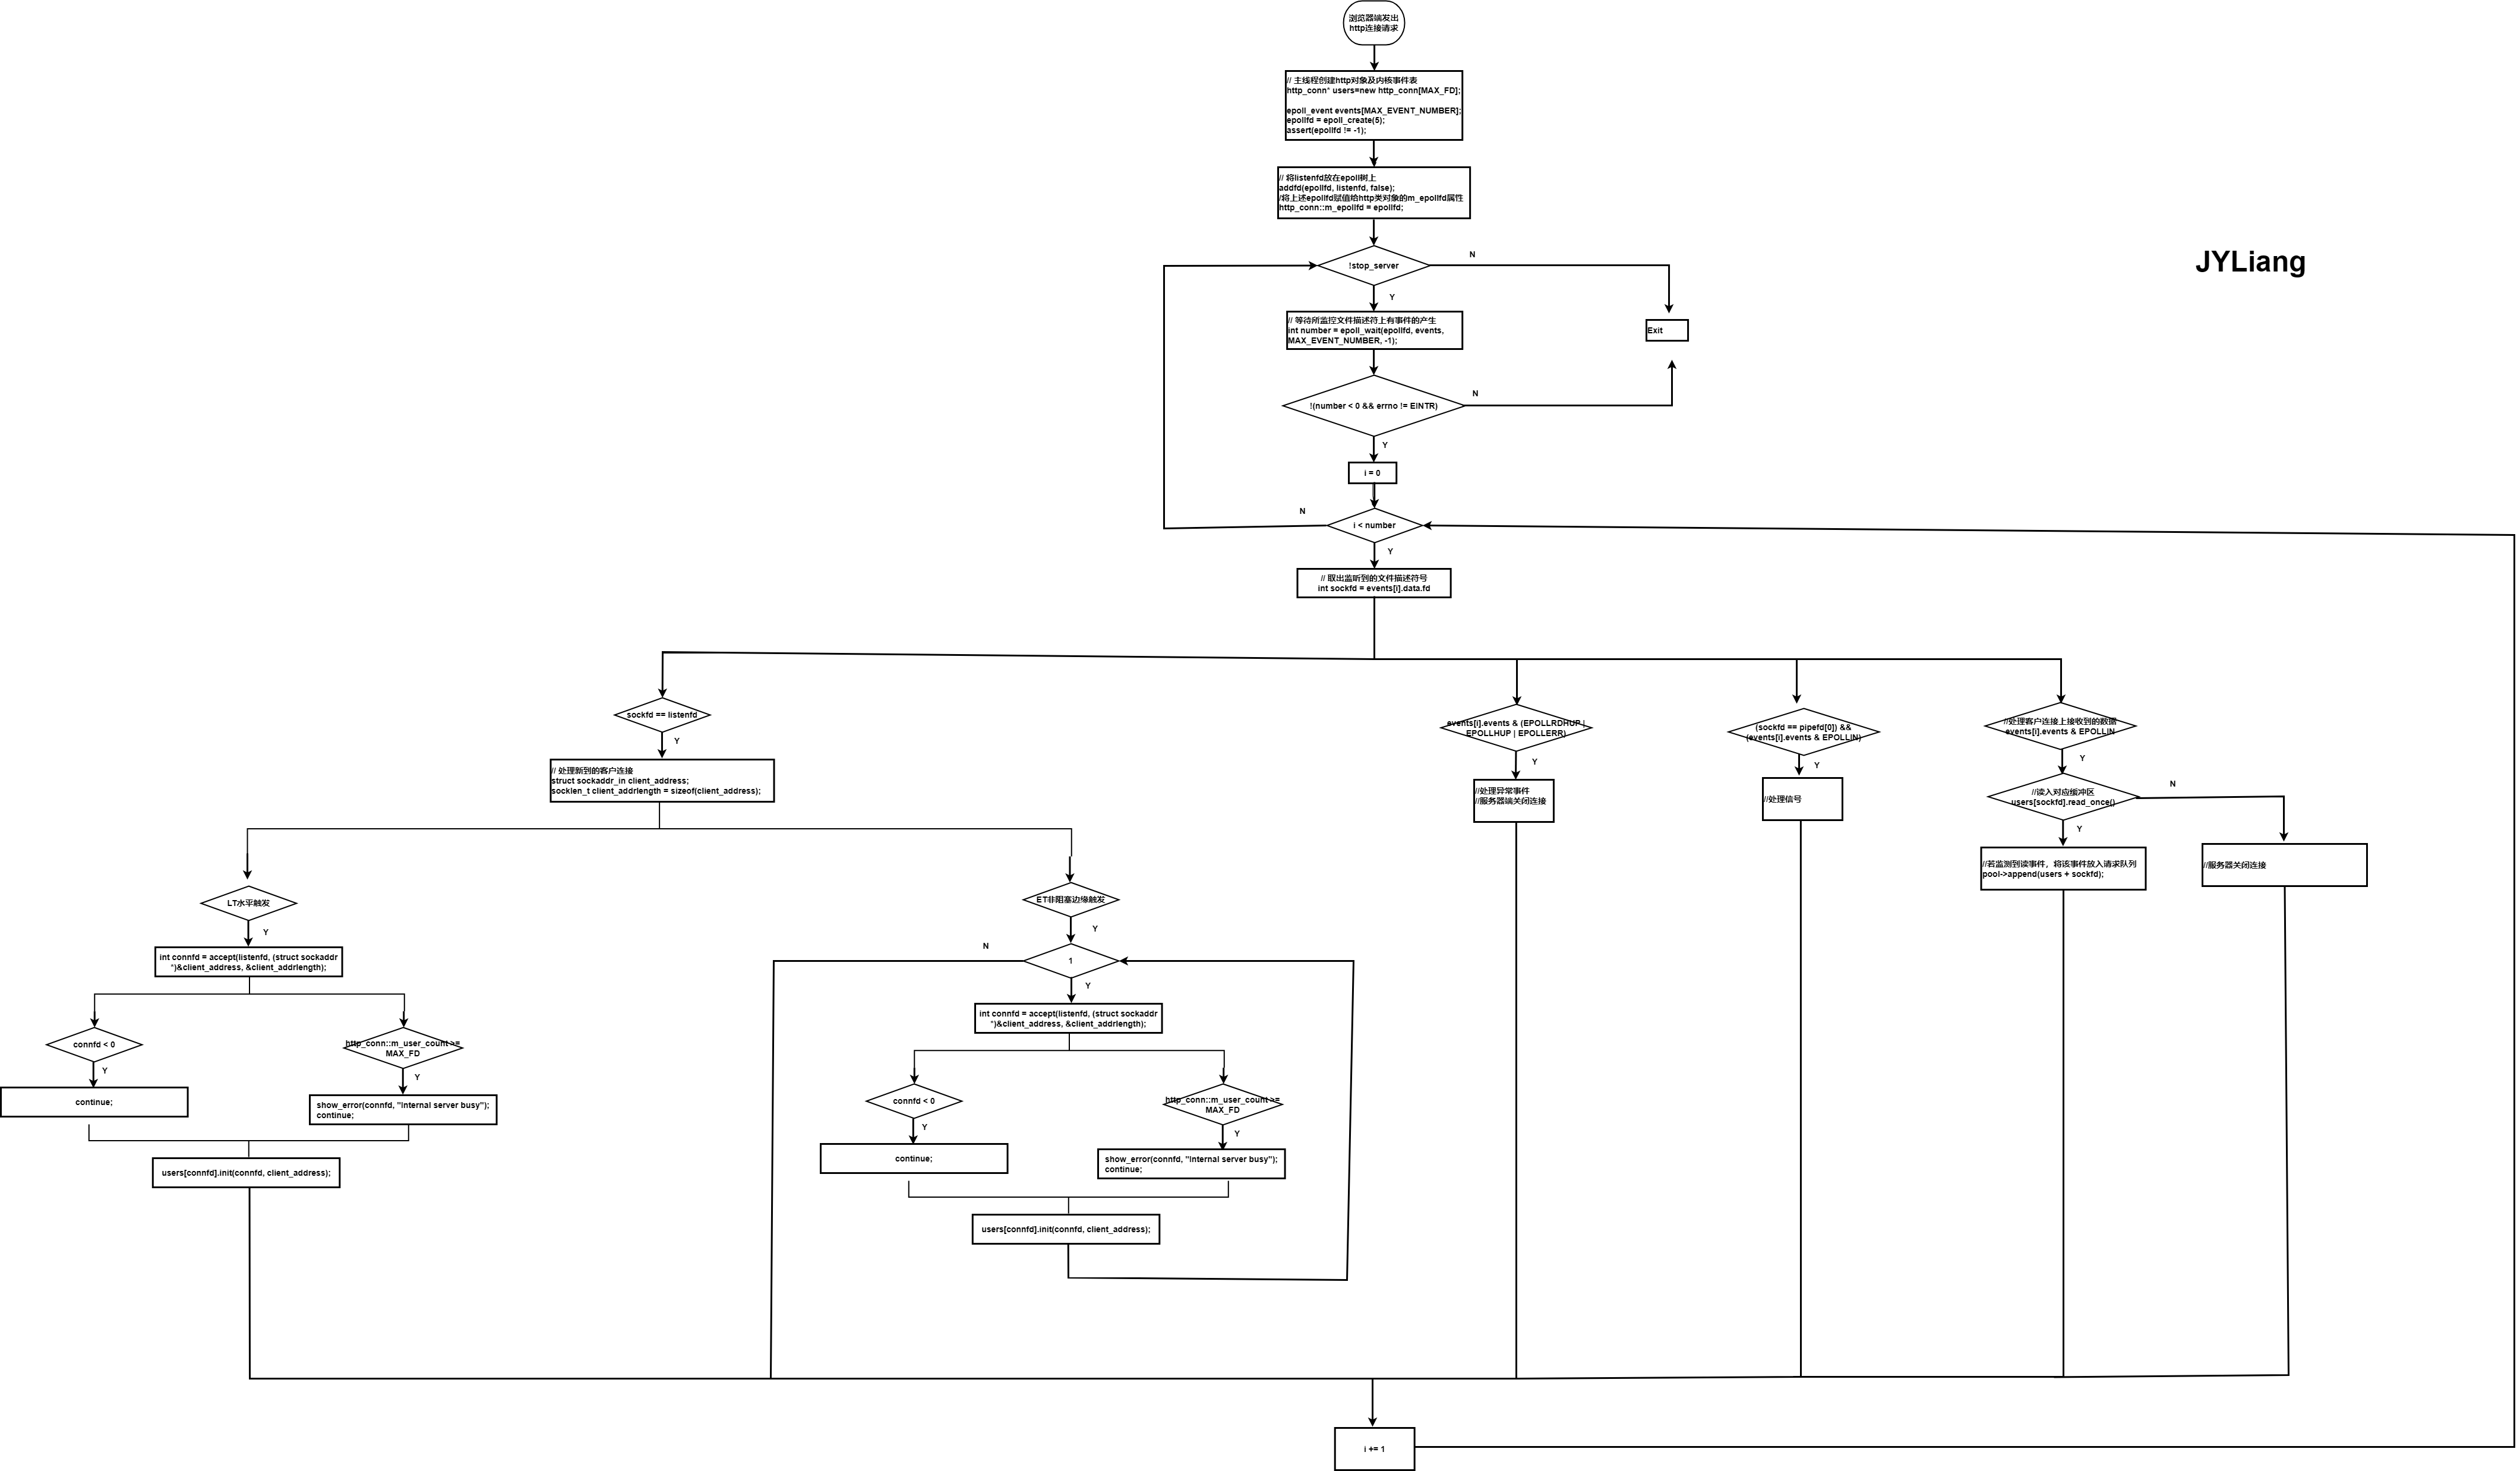 浏览器端发出
http连接请求
// 主线程创建http对象及内核事件表
http_conn* users=new http_conn[MAX_FD];
epoll_event events[MAX_EVENT_NUMBER];
epollfd = epoll_create(5);
assert(epollfd != -1);
// 将listenfd放在epoll树上
addfd(epollfd, listenfd, false);
/将上述epollfd赋值给http类对象的m_epollfd属性
http_conn::m_epollfd = epollfd;
JYLiang
!stop_server
N
Y
// 等待所监控文件描述符上有事件的产生
int number = epoll_wait(epollfd, events,
MAX_EVENT_NUMBER, -1);
Exit
!(number < 0 && errno != EINTR)
N
Y
i = 0
N
i < number
Y
// 取出监听到的文件描述符号
int sockfd = events[i].data.fd
sockfd == listenfd
Y
// 处理新到的客户连接
struct sockaddr_in client_address;
socklen_t client_addrlength = sizeof(client_address);
LT水平触发
Y
int connfd = accept(listenfd, (struct sockaddr
*)&client_address, &client_addrlength);
connfd < 0
Y
continue;
http_conn::m_user_count >=
MAX_FD
Y
show_error(connfd, "Internal server busy");
continue;
users[connfd].init(connfd, client_address);
ET非阻塞边缘触发
Y
N
1
Y
int connfd = accept(listenfd, (struct sockaddr
*)&client_address, &client_addrlength);
connfd < 0
Y
continue;
http_conn::m_user_count >=
MAX_FD
Y
show_error(connfd, "Internal server busy");
continue;
users[connfd].init(connfd, client_address);
events[i].events & (EPOLLRDHUP |
EPOLLHUP | EPOLLERR)
Y
//处理异常事件
//服务器端关闭连接
(sockfd == pipefd[0]) &&
(events[i].events & EPOLLIN)
Y
//处理信号
//处理客户连接上接收到的数据
events[i].events & EPOLLIN
Y
//读入对应缓冲区
users[sockfd].read_once()
N
Y
//若监测到读事件，将该事件放入请求队列
pool->append(users + sockfd);
//服务器关闭连接
i += 1